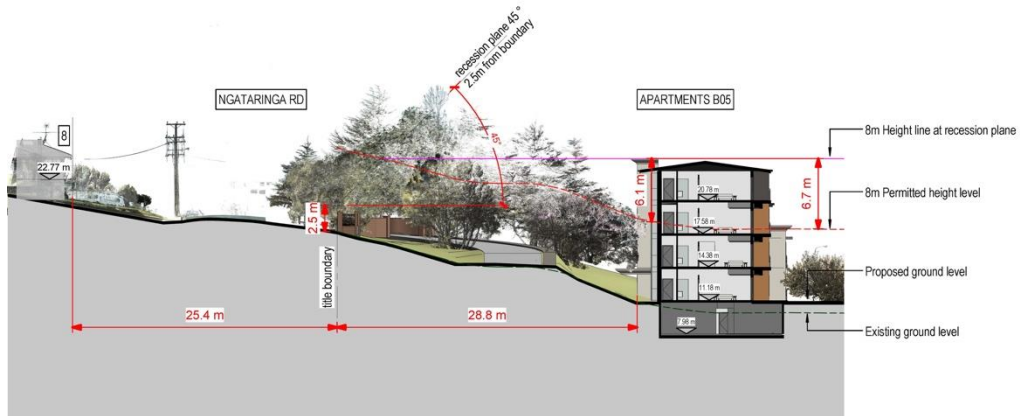 recession plane 45 °
2.5m from boundary
NGATARINGA RD
APARTMENTS B05
8
22.77 m
45°
8m Height line at recession plane
6.1 m
6.7 m
20.78 m
8m Permitted height level
2.5 m
17.58 m
14.38 m
title boundary
11.18 m
Proposed ground level
25.4 m
28.8 m
7.98 m
Existing ground level